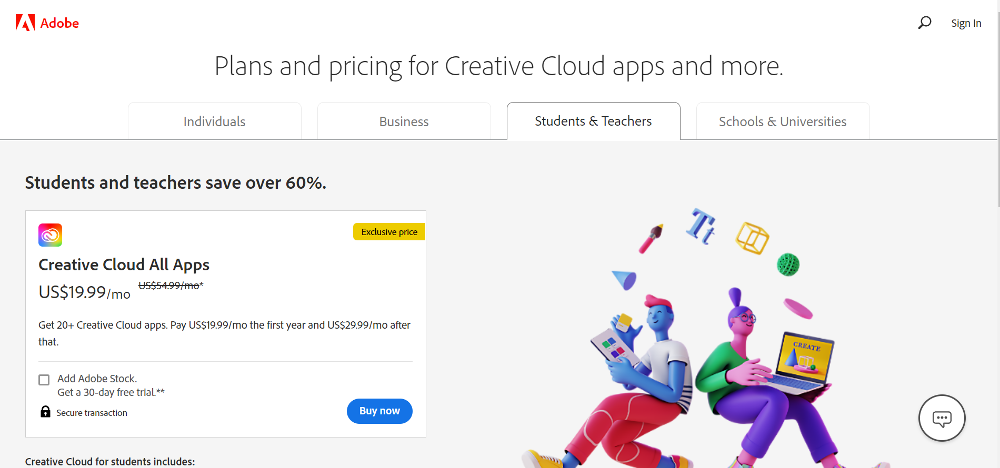 Adobe
Sign In
Plans and pricing for Creative Cloud apps and more.
Individuals
Business
Students & Teachers
Schools & Universities
Students and teachers save over 60%.
Exclusive price
Creative Cloud All Apps
US$19.99/mo US$54.99/mo*
Get 20+ Creative Cloud apps. Pay US$19.99/mo the first year and US$29.99/mo after
that.
Add Adobe Stock.
Get a 30-day free trial.**
Secure transaction
Buy now
Tt
CREATE
Creative Cloud for students includes: